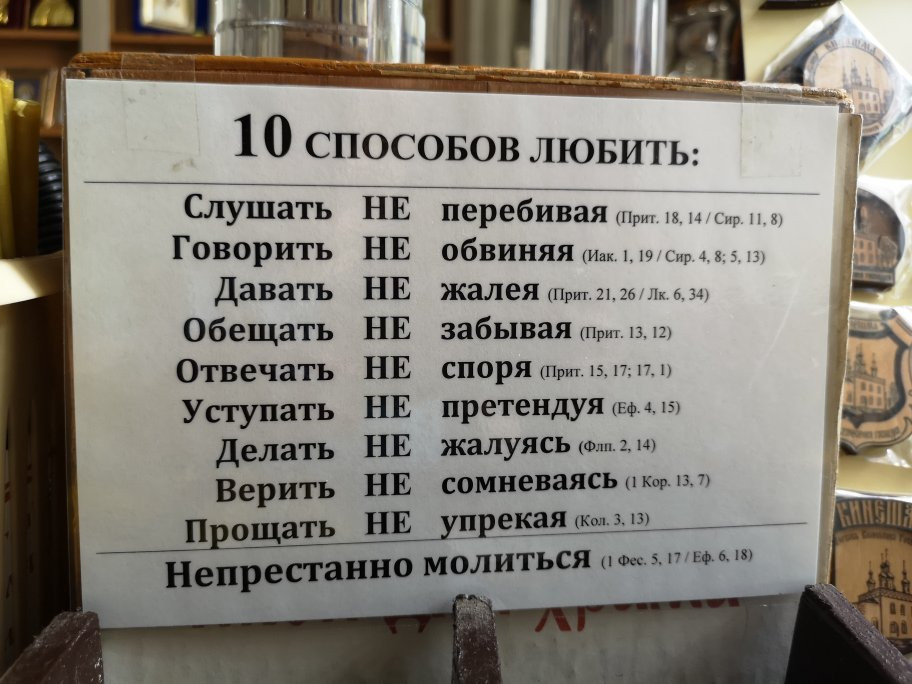 10 СПОСОБОВ ЛЮБИТЬ:
Слушать НЕ перебивая (Прит. 18, 14 / Сир. 11, 8)
Говорить НЕ обвиняя (Иак. 1, 19 / Сир. 4, 8; 5, 13)
Давать НЕ жалея (Прит. 21, 26 / Лк. 6, 34)
Обещать НЕ забывая (Прит. 13, 12)
Отвечать НЕ споря (Прит. 15, 17; 17, 1)
Уступать НЕ претендуя (Еф. 4, 15)
Делать НЕ жалуясь (Флп. 2, 14)
Верить НЕ сомневаясь (1 Кор. 13, 7)
Прощать НЕ упрекая (Кол. 3, 13)
Непрестанно молиться (1 Фес. 5, 17 / Еф. 6, 18)
храма
КИНЕШМА